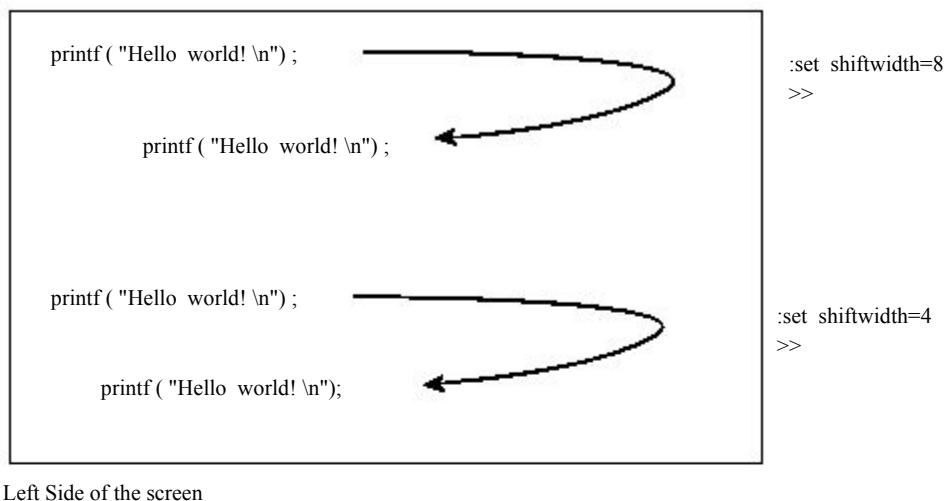 printf ( "Hello world! \n") ;
:set shiftwidth=8
>>
printf ( "Hello world! \n") ;
printf ( "Hello world! \n") ;
:set shiftwidth=4
>>
printf ( "Hello world! \n");
Left Side of the screen